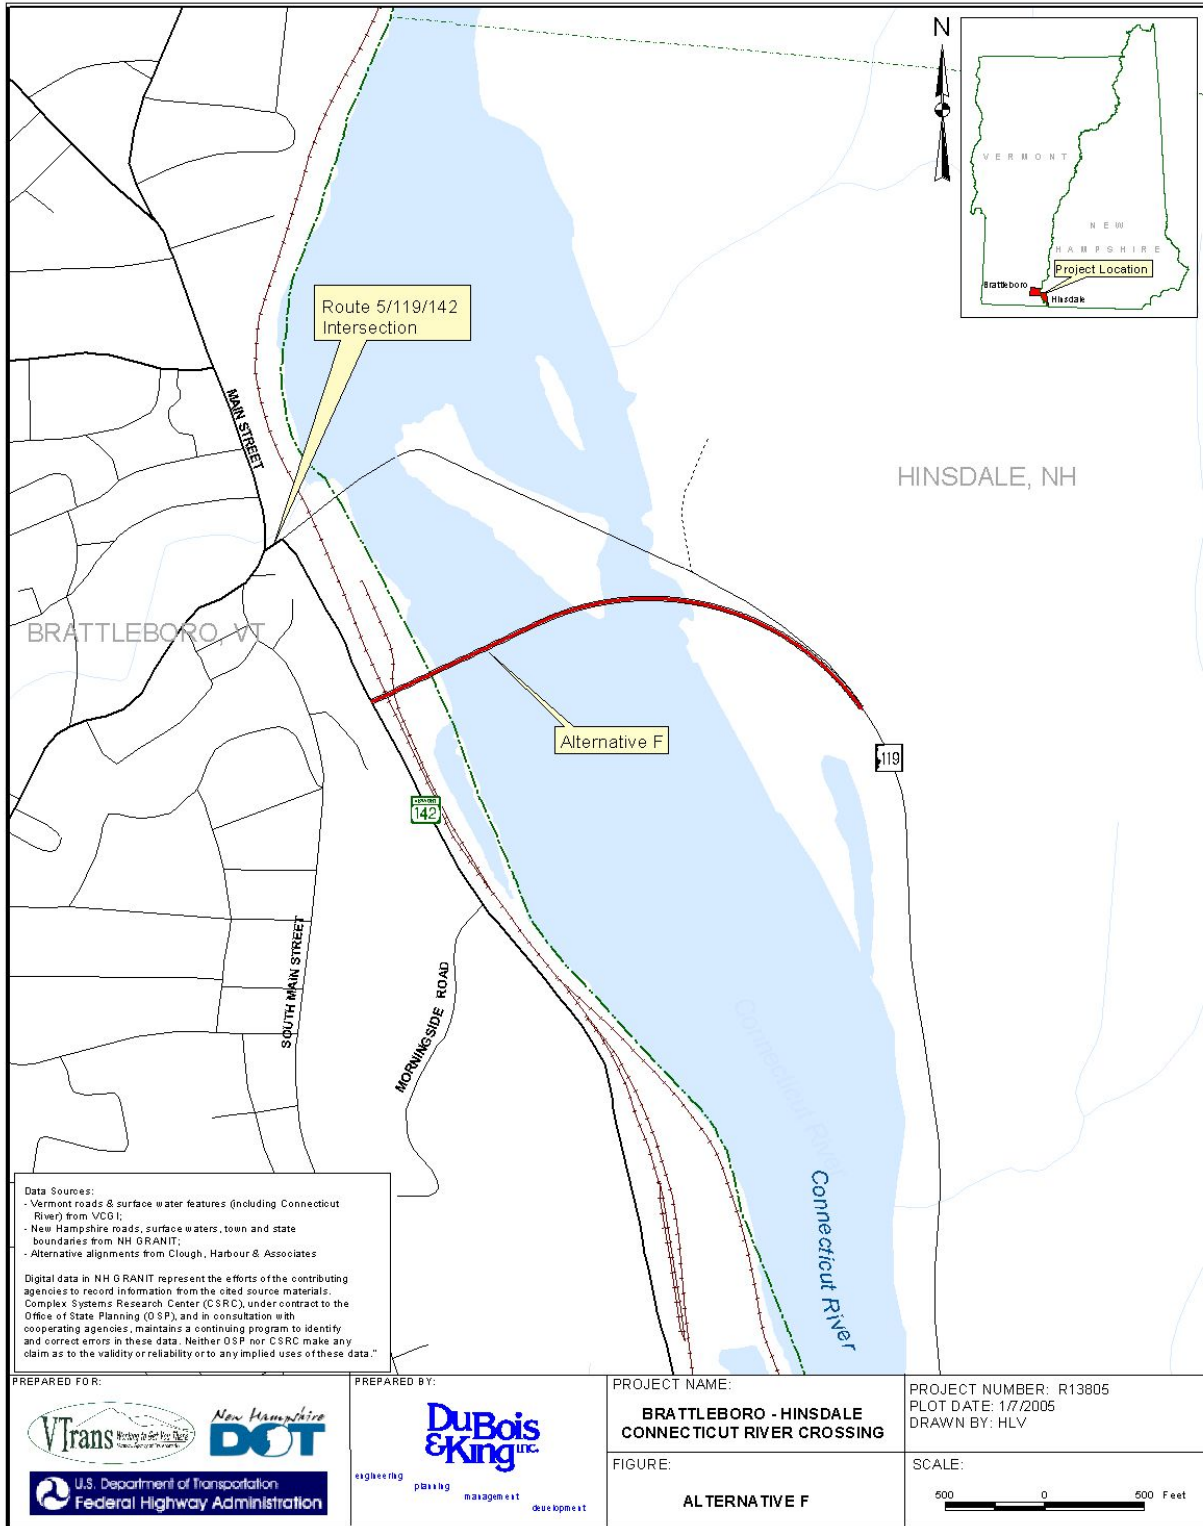 N
VERMONT
NEW
HAMPSHIRE
Project Location
Brattleboro
Hinsdale
Route 5/119/142
Intersection
MAIN STREET
HINSDALE, NH
BRATTLEBORO, VT
Alternative F
119
142
SOUTH MAIN STREET
MORNINGSIDE ROAD
Connecticut River
Connecticut River
Data Sources:
- Vermont roads & surface water features (including Connecticut
River) from VCGI;
- New Hampshire roads, surface waters, town and state
boundaries from NH GRANIT;
- Alternative alignments from Clough, Harbour & Associates
Digital data in NH GRANIT represent the efforts of the contributing
agencies to record information from the cited source materials.
Complex Systems Research Center (CSRC), under contract to the
Office of State Planning (OSP), and in consultation with
cooperating agencies, maintains a continuing program to identify
and correct errors in these data. Neither OSP nor CSRC make any
claim as to the validity or reliability or to any implied uses of these data."
PREPARED FOR:
VTrans Working to Get You There
New Hampshire
DOT
U.S. Department of Transportation
Federal Highway Administration
PREPARED BY:
DuBois
&King inc.
engineering
planning
management
development
PROJECT NAME:
BRATTLEBORO - HINSDALE
CONNECTICUT RIVER CROSSING
FIGURE:
ALTERNATIVE F
PROJECT NUMBER: R13805
PLOT DATE: 1/7/2005
DRAWN BY: HLV
SCALE:
500 0 500 Feet